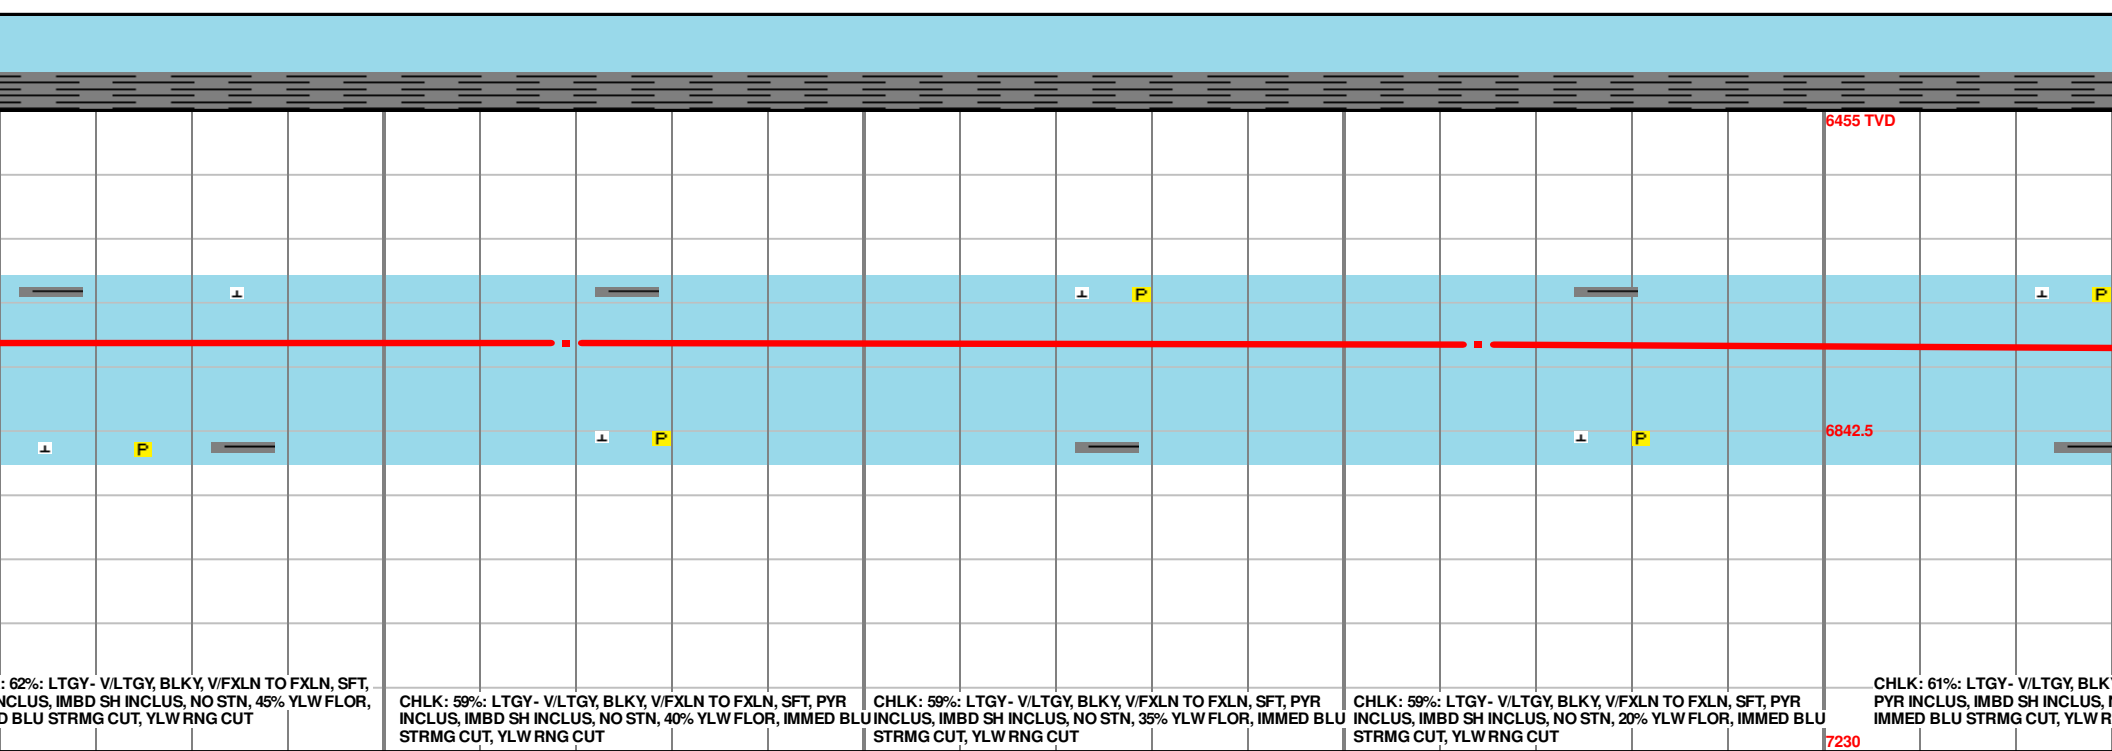 6455 TVD
P
P
6842.5
P
P
P
: 62%: LTGY- V/LTGY, BLKY, V/FXLN TO FXLN, SFT,
NCLUS, IMBD SH INCLUS, NO STN, 45% YLW FLOR,
D BLU STRMG CUT, YLW RNG CUT
CHLK: 59%: LTGY- V/LTGY, BLKY, V/FXLN TO FXLN, SFT, PYR
INCLUS, IMBD SH INCLUS, NO STN, 40% YLW FLOR, IMMED BLU
STRMG CUT, YLW RNG CUT
CHLK: 59%: LTGY- V/LTGY, BLKY, V/FXLN TO FXLN, SFT, PYR
INCLUS, IMBD SH INCLUS, NO STN, 35% YLW FLOR, IMMED BLU
STRMG CUT, YLW RNG CUT
CHLK: 59%: LTGY- V/LTGY, BLKY, V/FXLN TO FXLN, SFT, PYR
INCLUS, IMBD SH INCLUS, NO STN, 20% YLW FLOR, IMMED BLU
STRMG CUT, YLW RNG CUT
CHLK: 61%: LTGY- V/LTGY, BLKY
PYR INCLUS, IMBD SH INCLUS,
IMMED BLU STRMG CUT, YLW R
7230